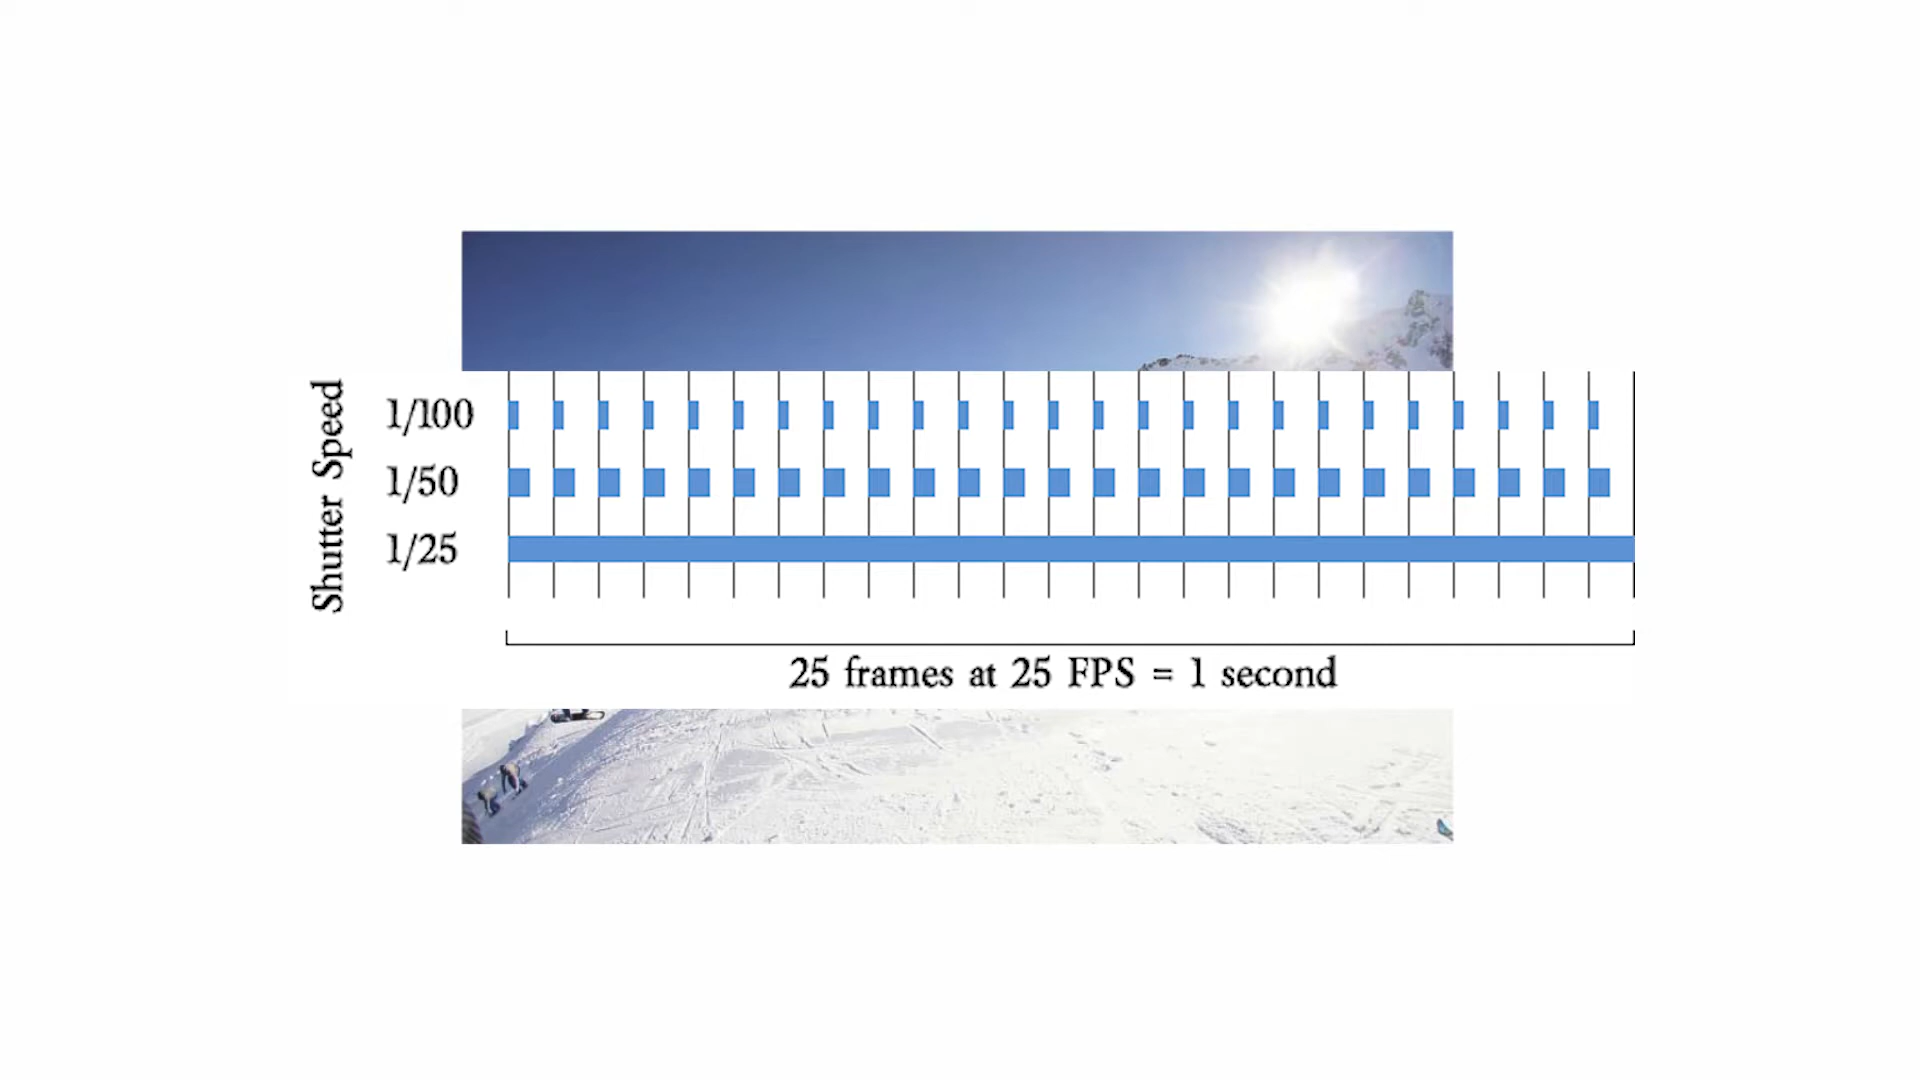 Shutter Speed
1/100
1/50
1/25
25 frames at 25 FPS = 1 second